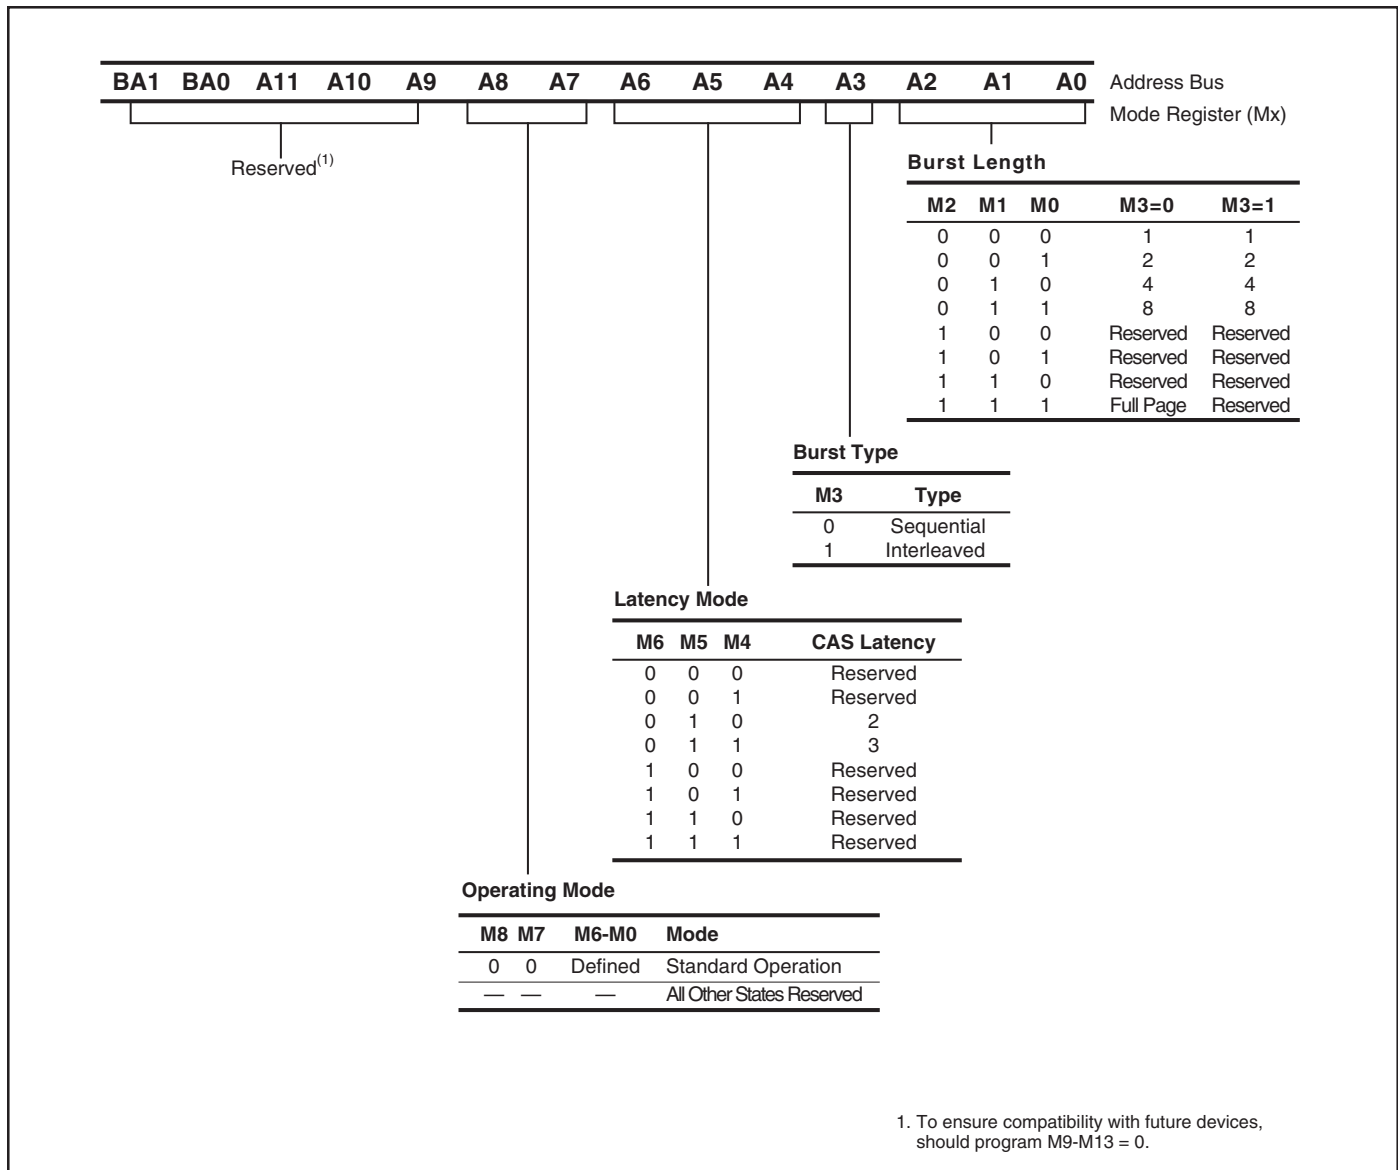 BA1 BA0 A11 A10 A9 A8 A7 A6 A5 A4 A3 A2 A1 A0 Address Bus
Mode Register (Mx)
Reserved(1)
Burst Length
M2 M1 M0 M3=0 M3=1
0 0 0 1 1
0 0 1 2 2
0 1 0 4 4
0 1 1 8 8
1 0 0 Reserved Reserved
1 0 1 Reserved Reserved
1 1 0 Reserved Reserved
1 1 1 Full Page Reserved
Burst Type
M3 Type
0 Sequential
1 Interleaved
Latency Mode
M6 M5 M4 CAS Latency
0 0 0 Reserved
0 0 1 Reserved
0 1 0 2
0 1 1 3
1 0 0 Reserved
1 0 1 Reserved
1 1 0 Reserved
1 1 1 Reserved
Operating Mode
M8 M7 M6-M0 Mode
0 0 Defined Standard Operation
— — — All Other States Reserved
1. To ensure compatibility with future devices,
should program M9-M13 = 0.